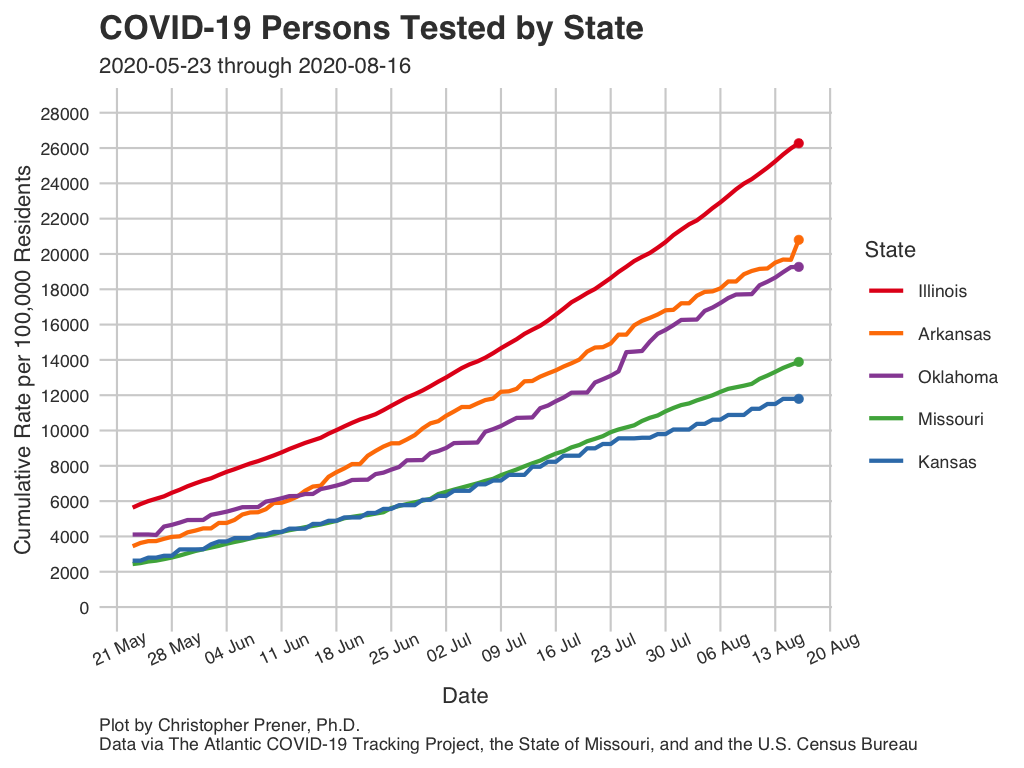 COVID-19 Persons Tested by State
2020-05-23 through 2020-08-16
Cumulative Rate per 100,000 Residents
28000
26000
24000
22000
20000
18000
16000
14000
12000
10000
8000
6000
4000
2000
0
21 May 28 May 04 Jun 11 Jun 18 Jun 25 Jun 02 Jul 09 Jul 16 Jul 23 Jul 30 Jul 06 Aug 13 Aug 20 Aug
Date
State
Illinois
Arkansas
Oklahoma
Missouri
Kansas
Plot by Christopher Prener, Ph.D.
Data via The Atlantic COVID-19 Tracking Project, the State of Missouri, and and the U.S. Census Bureau